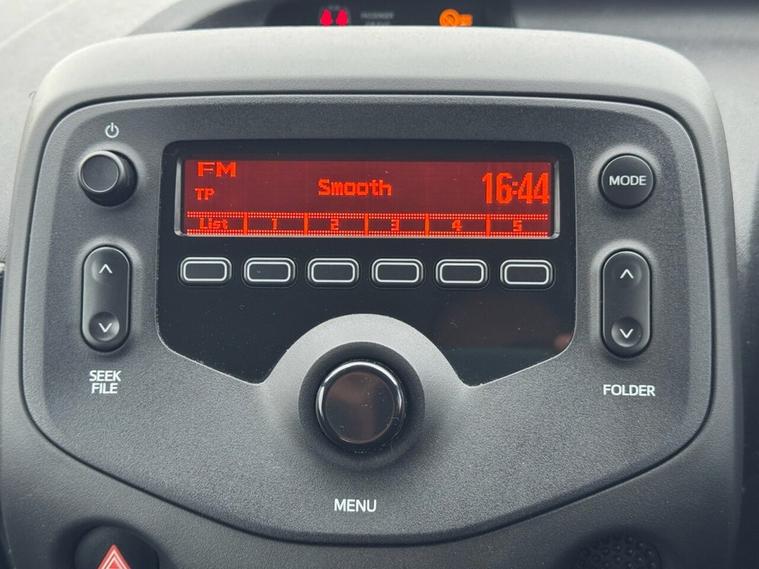 FM
TP
Smooth
16:44
List 1 2 3 4 5
MODE
SEEK
FILE
FOLDER
MENU